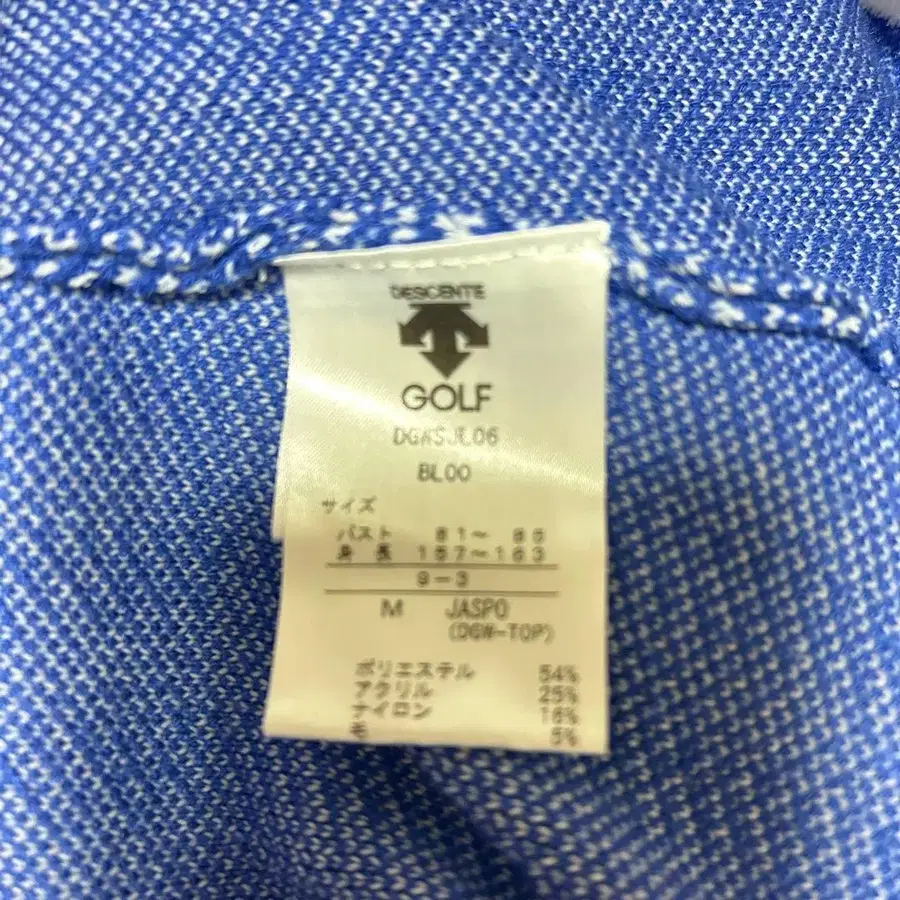 DESCENTE
GOLF
DGWSJL06
BL00
サイズ
バスト 81～ 86
身 長 157～163
9-3
M JASPO
(DGW-TOP)
ポリエステル 54%
アクリル 25%
ナイロン 16%
毛 5%